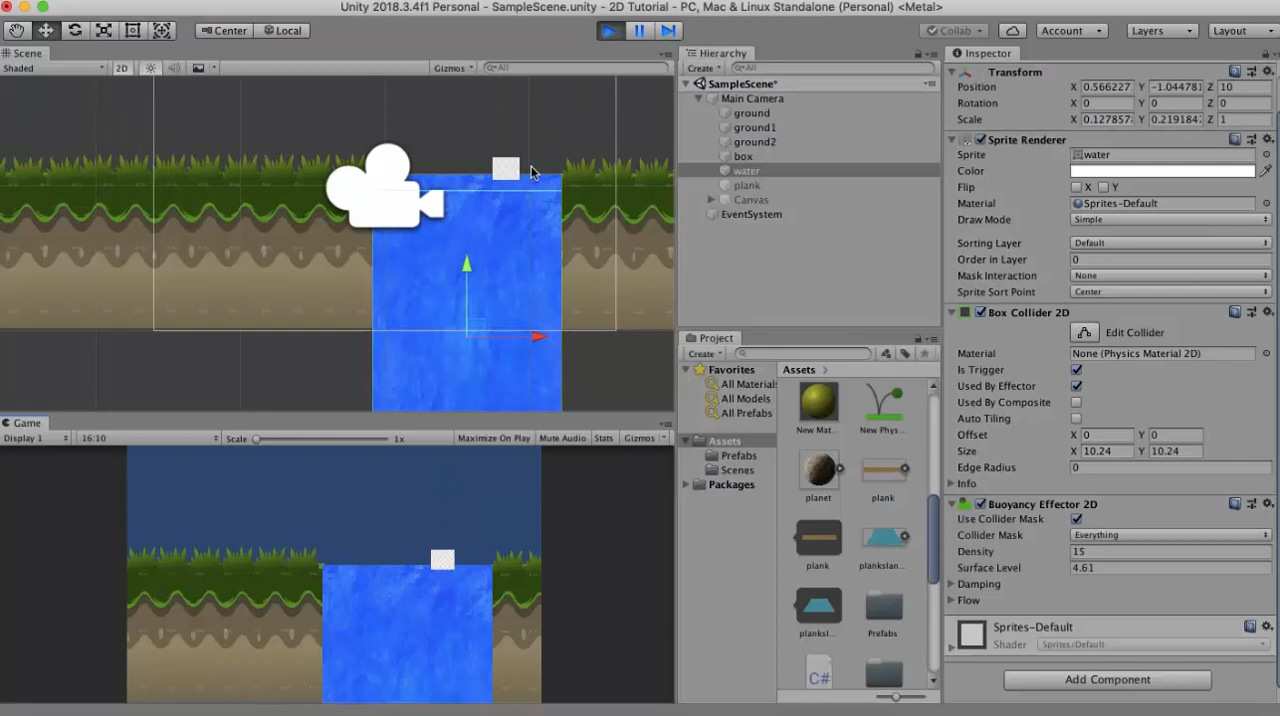 Unity 2018.3.4f1 Personal - SampleScene.unity - 2D Tutorial - PC, Mac & Linux Standalone (Personal) <Metal>
Center Local Collab Account Layers Layout
Scene
Shaded 2D Gizmos All
Game
Display 1 16:10 Scale 1x Maximize On Play Mute Audio Stats Gizmos
Hierarchy
Create All
SampleScene*
Main Camera
ground
ground1
ground2
box
water
plank
Canvas
EventSystem
Project
Create
Favorites
All Materials
All Models
All Prefabs
Assets
Prefabs
Scenes
Packages
Assets
New Mat... New Phys...
planet plank
plank plankslan...
planksl... Prefabs
C#
Inspector
Transform
Position X 0.566227 Y -1.044781 Z 10
Rotation X 0 Y 0 Z 0
Scale X 0.127857 Y 0.219184 Z 1
Sprite Renderer
Sprite water
Color
Flip X Y
Material Sprites-Default
Draw Mode Simple
Sorting Layer Default
Order in Layer 0
Mask Interaction None
Sprite Sort Point Center
Box Collider 2D
Edit Collider
Material None (Physics Material 2D)
Is Trigger
Used By Effector
Used By Composite
Auto Tiling
Offset X 0 Y 0
Size X 10.24 Y 10.24
Edge Radius 0
Info
Buoyancy Effector 2D
Use Collider Mask
Collider Mask Everything
Density 15
Surface Level 4.61
Damping
Flow
Sprites-Default
Shader Sprites/Default
Add Component